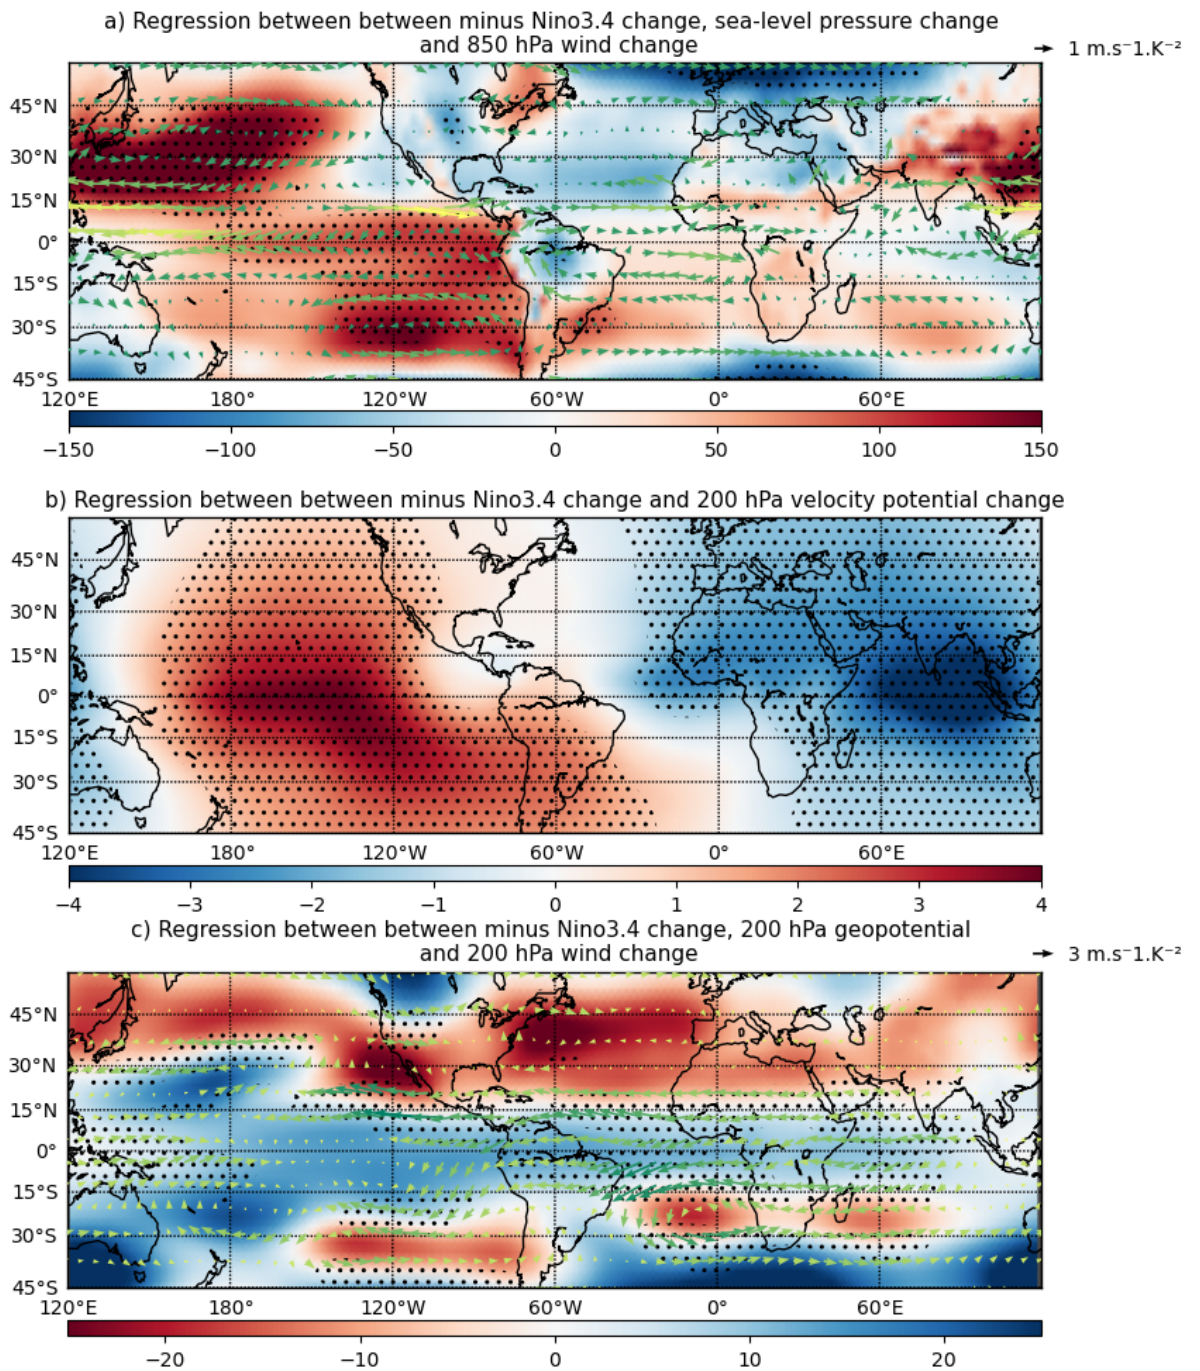 a) Regression between between minus Nino3.4 change, sea-level pressure change
and 850 hPa wind change
1 m.s⁻1.K⁻²
45°N
30°N
15°N
0°
15°S
30°S
45°S
120°E 180° 120°W 60°W 0° 60°E
−150 −100 −50 0 50 100 150
b) Regression between between minus Nino3.4 change and 200 hPa velocity potential change
45°N
30°N
15°N
0°
15°S
30°S
45°S
120°E 180° 120°W 60°W 0° 60°E
−4 −3 −2 −1 0 1 2 3 4
c) Regression between between minus Nino3.4 change, 200 hPa geopotential
and 200 hPa wind change
3 m.s⁻1.K⁻²
45°N
30°N
15°N
0°
15°S
30°S
45°S
120°E 180° 120°W 60°W 0° 60°E
−20 −10 0 10 20